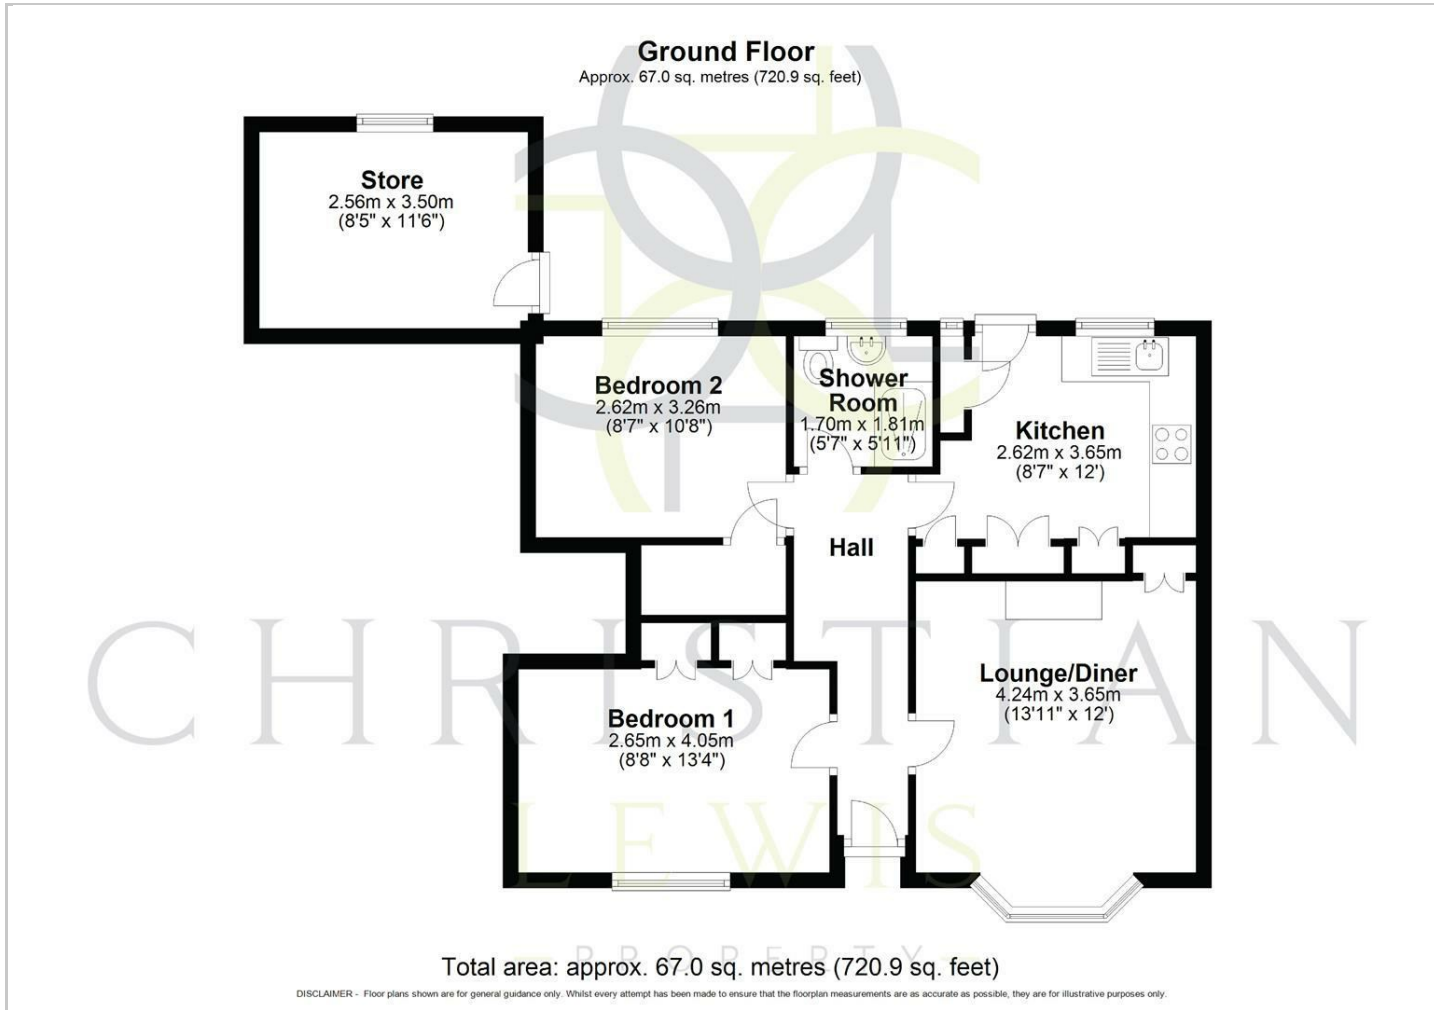 Ground Floor
Approx. 67.0 sq. metres (720.9 sq. feet)
Store
2.56m x 3.50m
(8'5" x 11'6")
Bedroom 2
2.62m x 3.26m
(8'7" x 10'8")
Shower
Room
1.70m x 1.81m
(5'7" x 5'11")
Kitchen
2.62m x 3.65m
(8'7" x 12')
Hall
Lounge/Diner
4.24m x 3.65m
(13'11" x 12')
Bedroom 1
2.65m x 4.05m
(8'8" x 13'4")
CHRISTIAN
LEWIS
PROPERTY
Total area: approx. 67.0 sq. metres (720.9 sq. feet)
DISCLAIMER - Floor plans shown are for general guidance only. Whilst every attempt has been made to ensure that the floorplan measurements are as accurate as possible, they are for illustrative purposes only.